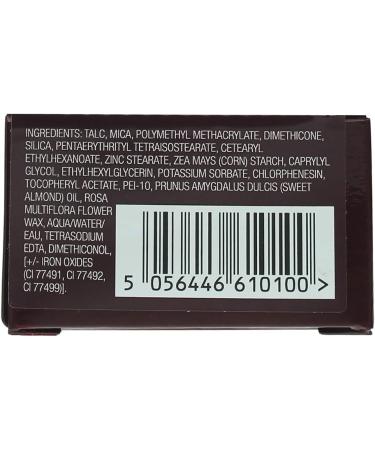 INGREDIENTS: TALC, MICA, POLYMETHYL METHACRYLATE, DIMETHICONE,
SILICA, PENTAERYTHRITYL TETRAISOSTEARATE, CETEARYL
ETHYLHEXANOATE, ZINC STEARATE, ZEA MAYS (CORN) STARCH, CAPRYLYL
GLYCOL, ETHYLHEXYLGLYCERIN, POTASSIUM SORBATE, CHLORPHENESIN,
TOCOPHERYL ACETATE, PEI-10, PRUNUS AMYGDALUS DULCIS (SWEET
ALMOND) OIL, ROSA
MULTIFLORA FLOWER
WAX, AQUA/WATER/
EAU, TETRASODIUM
EDTA, DIMETHICONOL,
[+/- IRON OXIDES
(CI 77491, CI 77492,
CI 77499)].
5 056446 610100 >